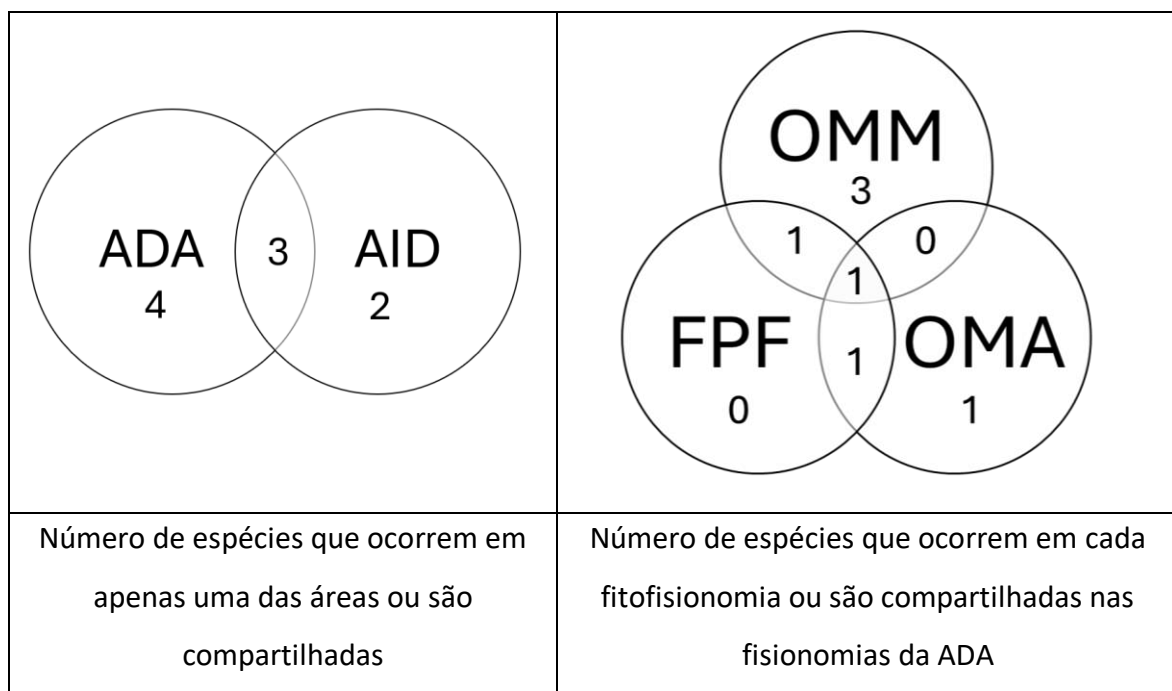 ADA
4
3
AID
2
OMM
3
1
0
1
FPF
0
1
OMA
1
Número de espécies que ocorrem em
apenas uma das áreas ou são
compartilhadas
Número de espécies que ocorrem em cada
fitofisionomia ou são compartilhadas nas
fisionomias da ADA